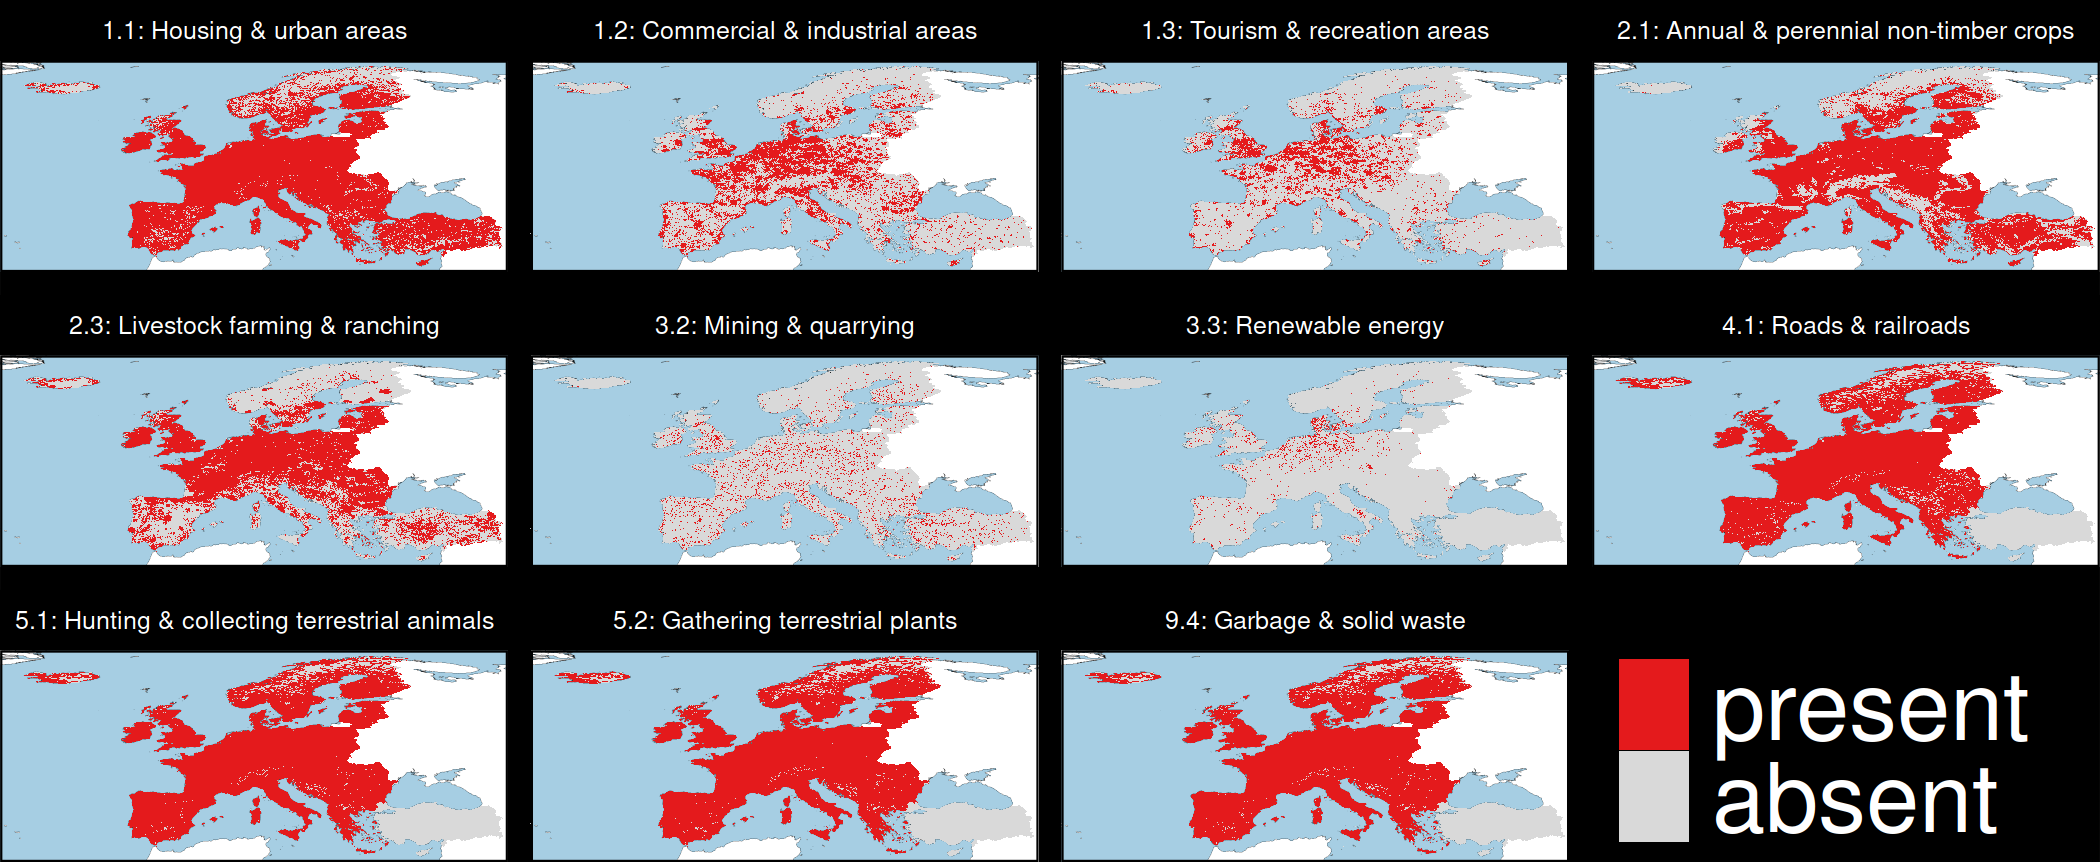 1.1: Housing & urban areas
1.2: Commercial & industrial areas
1.3: Tourism & recreation areas
2.1: Annual & perennial non-timber crops
2.3: Livestock farming & ranching
3.2: Mining & quarrying
3.3: Renewable energy
4.1: Roads & railroads
5.1: Hunting & collecting terrestrial animals
5.2: Gathering terrestrial plants
9.4: Garbage & solid waste
present
absent